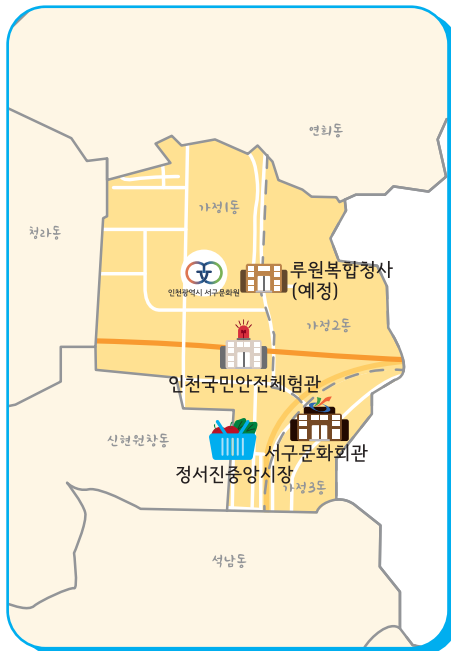 연희동
가정1동
청라동
루원복합청사
(예정)
인천광역시 서구문화원
가정2동
인천국민안전체험관
신현원창동
서구문화회관
정서진중앙시장
가정3동
석남동